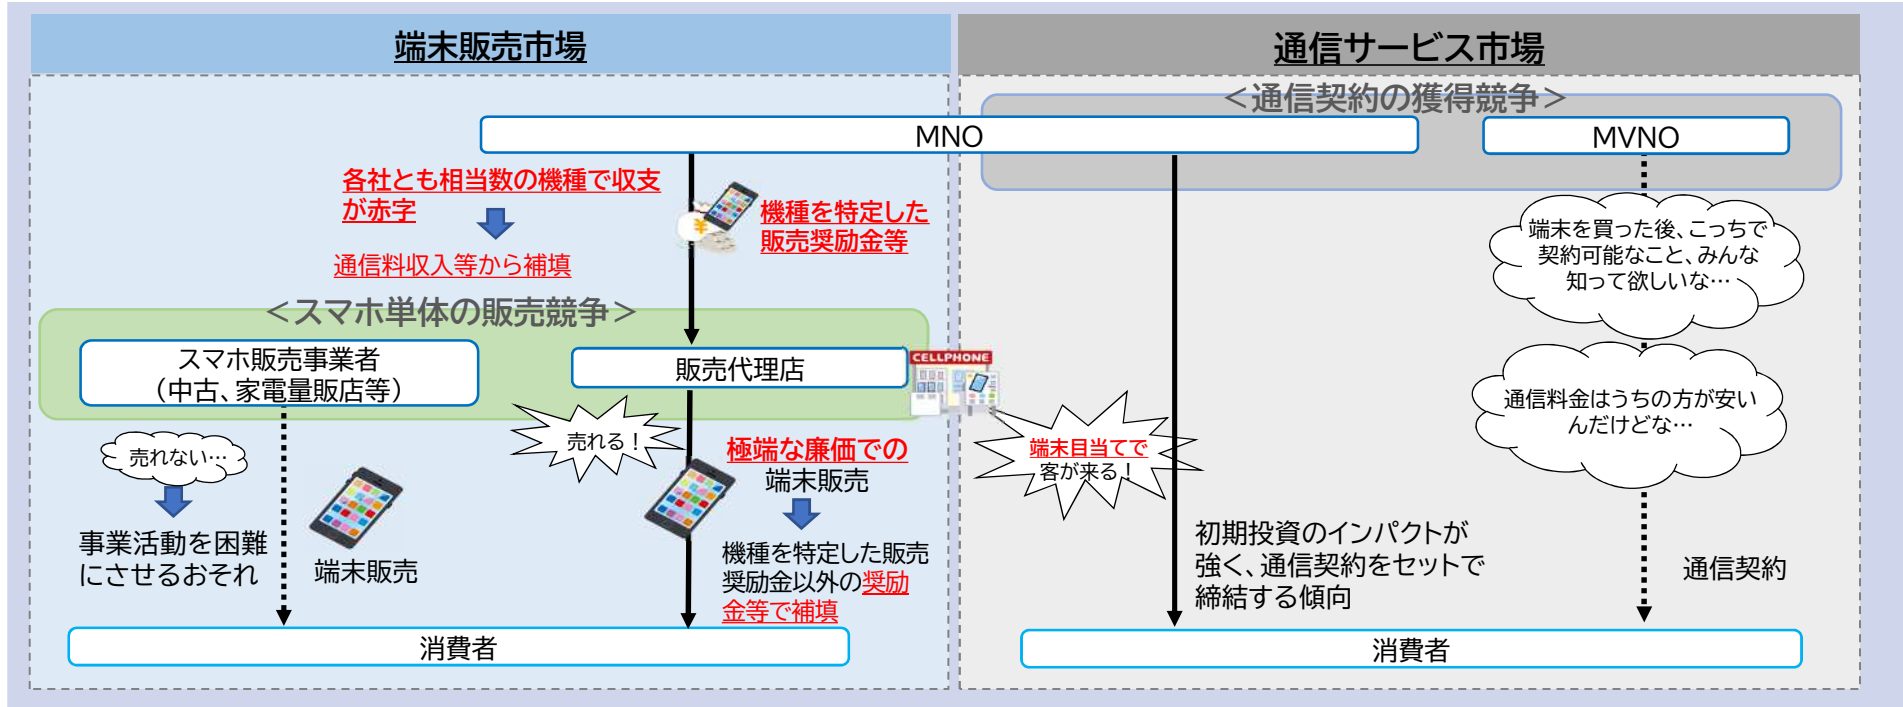 端末販売市場
通信サービス市場
＜通信契約の獲得競争＞
MNO
MVNO
各社とも相当数の機種で収支
が赤字
通信料収入等から補填
¥
機種を特定した
販売奨励金等
端末を買った後、こっちで
契約可能なこと、みんな
知って欲しいな…
＜スマホ単体の販売競争＞
スマホ販売事業者
（中古、家電量販店等）
販売代理店
CELLPHONE
通信料金はうちの方が安い
んだけどな…
売れない…
売れる！
極端な廉価での
端末販売
端末目当てで
客が来る！
事業活動を困難
にさせるおそれ
端末販売
機種を特定した販売
奨励金以外の奨励
金等で補填
初期投資のインパクトが
強く、通信契約をセットで
締結する傾向
通信契約
消費者
消費者